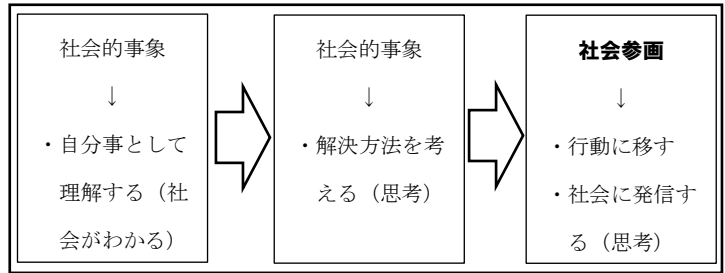 社会的事象
↓
・自分事として
理解する（社
会がわかる）
社会的事象
↓
・解決方法を考
える（思考）
社会参画
↓
・行動に移す
・社会に発信す
る（思考）